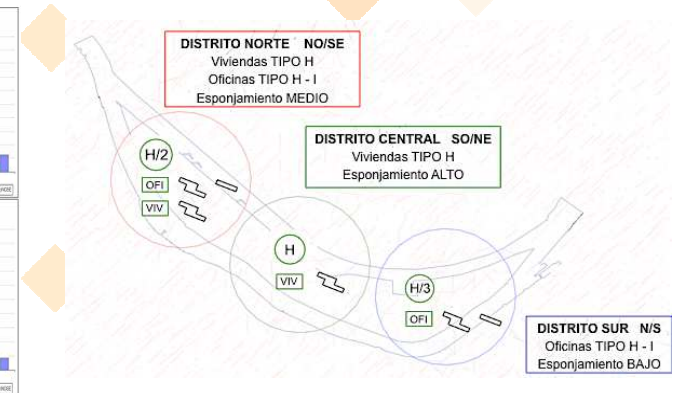 DISTRITO NORTE NO/SE
Viviendas TIPO H
Oficinas TIPO H - I
Esponjamiento MEDIO
DISTRITO CENTRAL SO/NE
Viviendas TIPO H
Esponjamiento ALTO
H/2
OFI
VIV
H
VIV
H/3
OFI
DISTRITO SUR N/S
Oficinas TIPO H - I
Esponjamiento BAJO